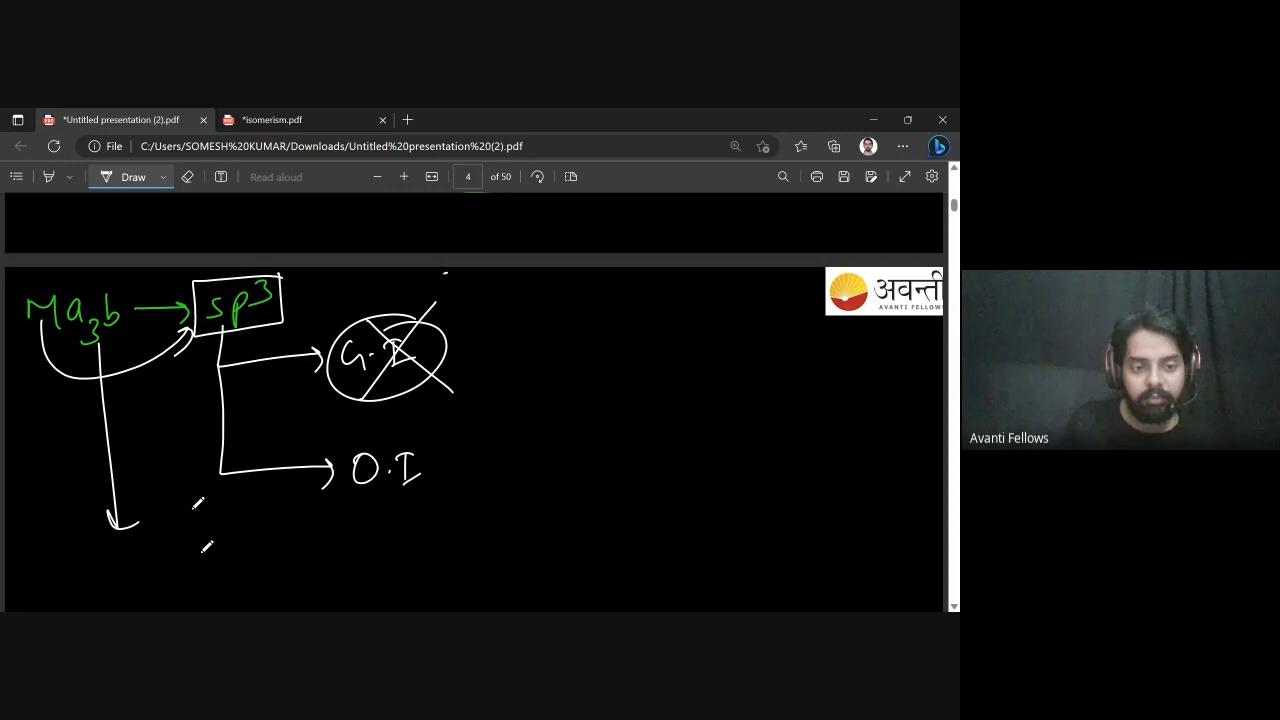 *Untitled presentation (2).pdf
*isomerism.pdf
File
C:/Users/SOMESH%20KUMAR/Downloads/Untitled%20presentation%20(2).pdf
Draw
Read aloud
4 of 50
Ma₃b → sp³
G.I
O.I
अवन्ती
AVANTI FELLOWS
Avanti Fellows